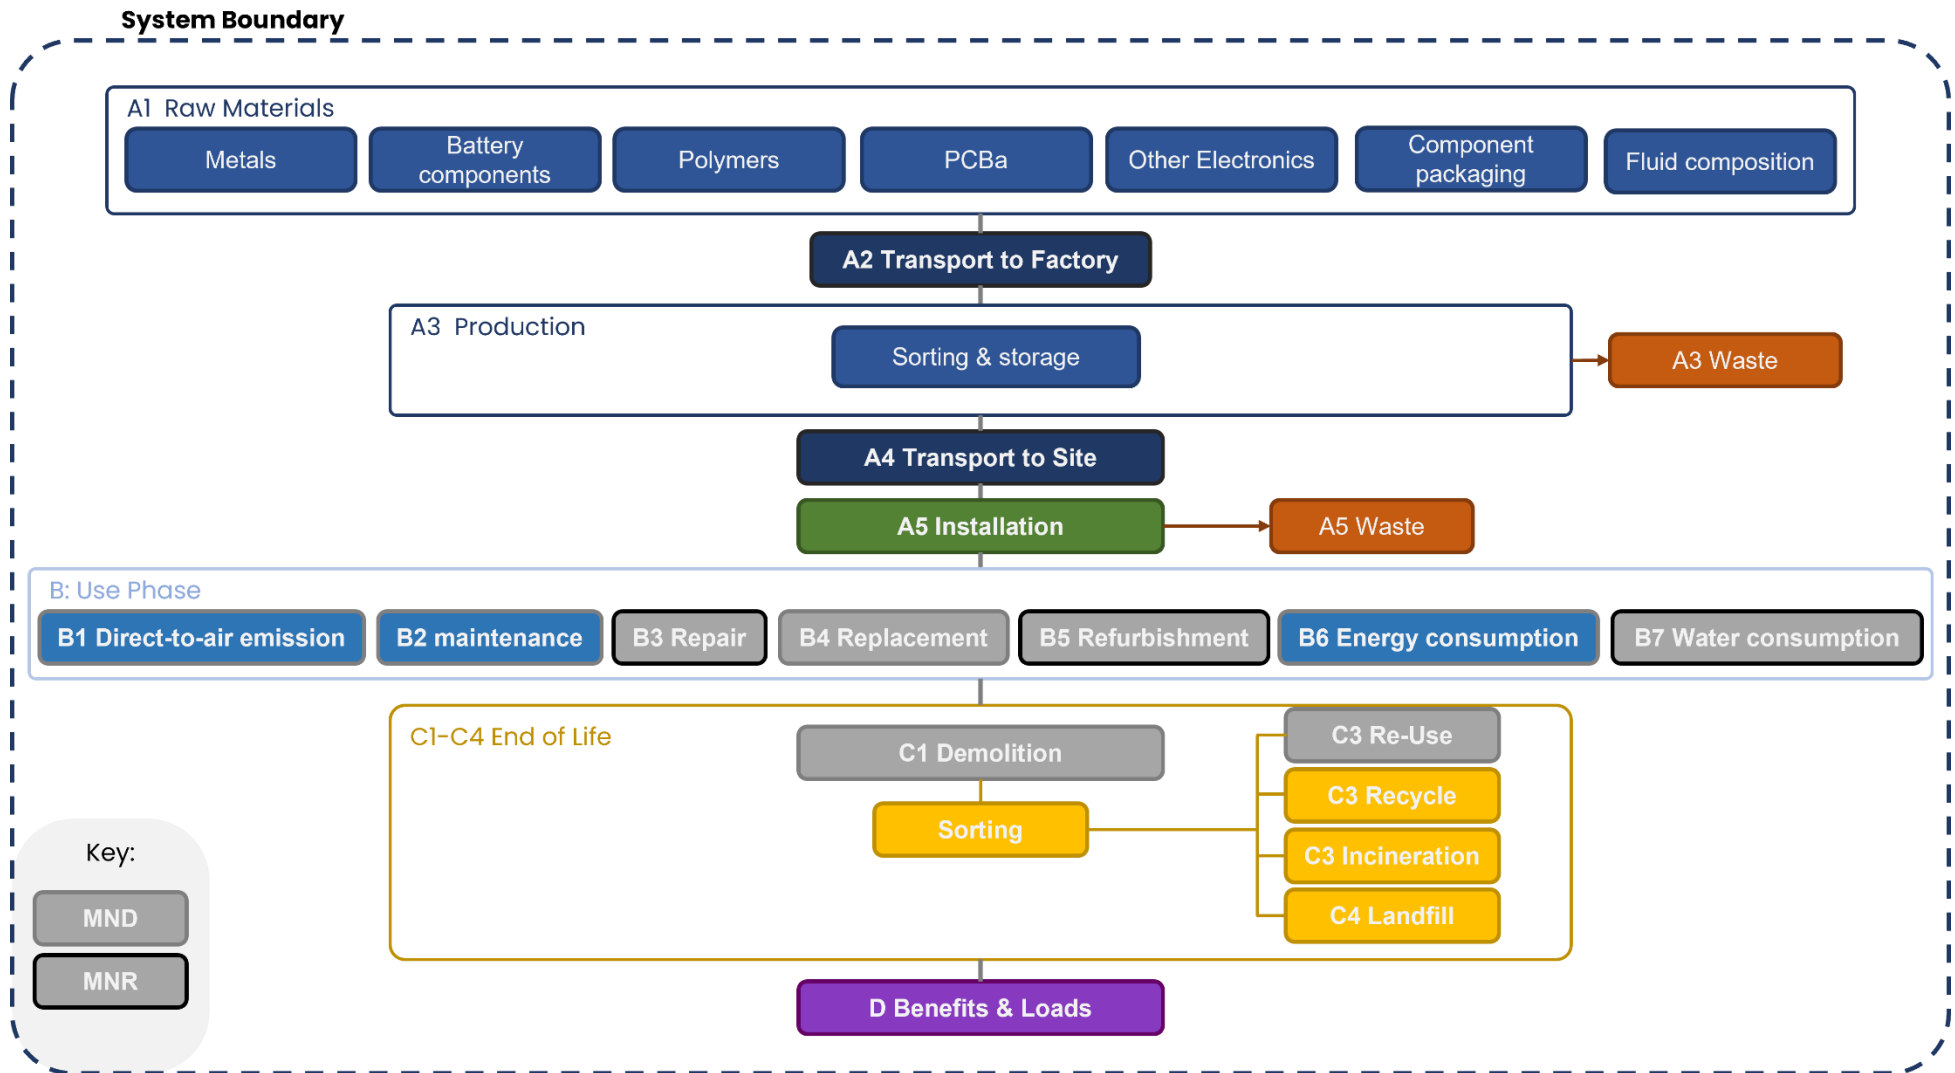 System Boundary
A1 Raw Materials
Metals
Battery
components
Polymers
PCBa
Other Electronics
Component
packaging
Fluid composition
A2 Transport to Factory
A3 Production
Sorting & storage
A3 Waste
A4 Transport to Site
A5 Installation
A5 Waste
B: Use Phase
B1 Direct-to-air emission
B2 maintenance
B3 Repair
B4 Replacement
B5 Refurbishment
B6 Energy consumption
B7 Water consumption
C1-C4 End of Life
C1 Demolition
Sorting
C3 Re-Use
C3 Recycle
C3 Incineration
C4 Landfill
Key:
MND
MNR
D Benefits & Loads